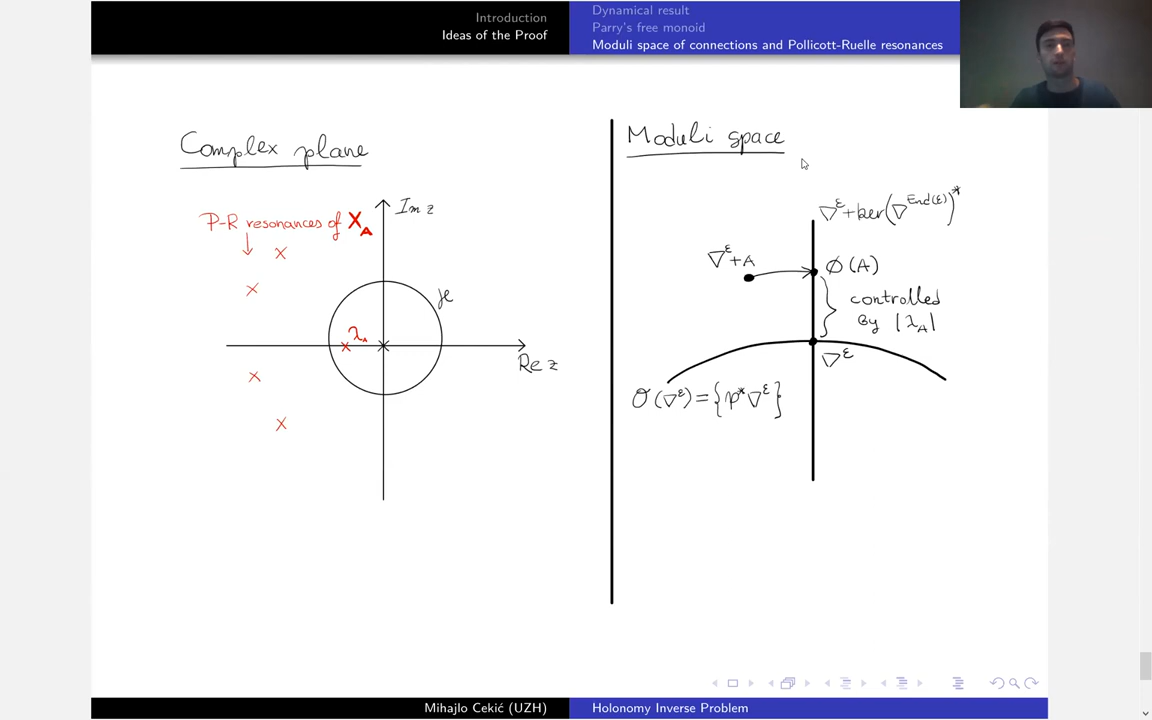 Introduction
Ideas of the Proof
Dynamical result
Parry's free monoid
Moduli space of connections and Pollicott-Ruelle resonances
Complex plane
P-R resonances of X_A
Im z
γ
λ_A
Re z
Moduli space
∇^ε + ker(∇^{End(ε)})^*
∇^ε + A
ϕ(A)
controlled
by |λ_A|
∇^ε
O(∇^ε) = {p^*∇^ε}
Mihajlo Cekić (UZH)
Holonomy Inverse Problem